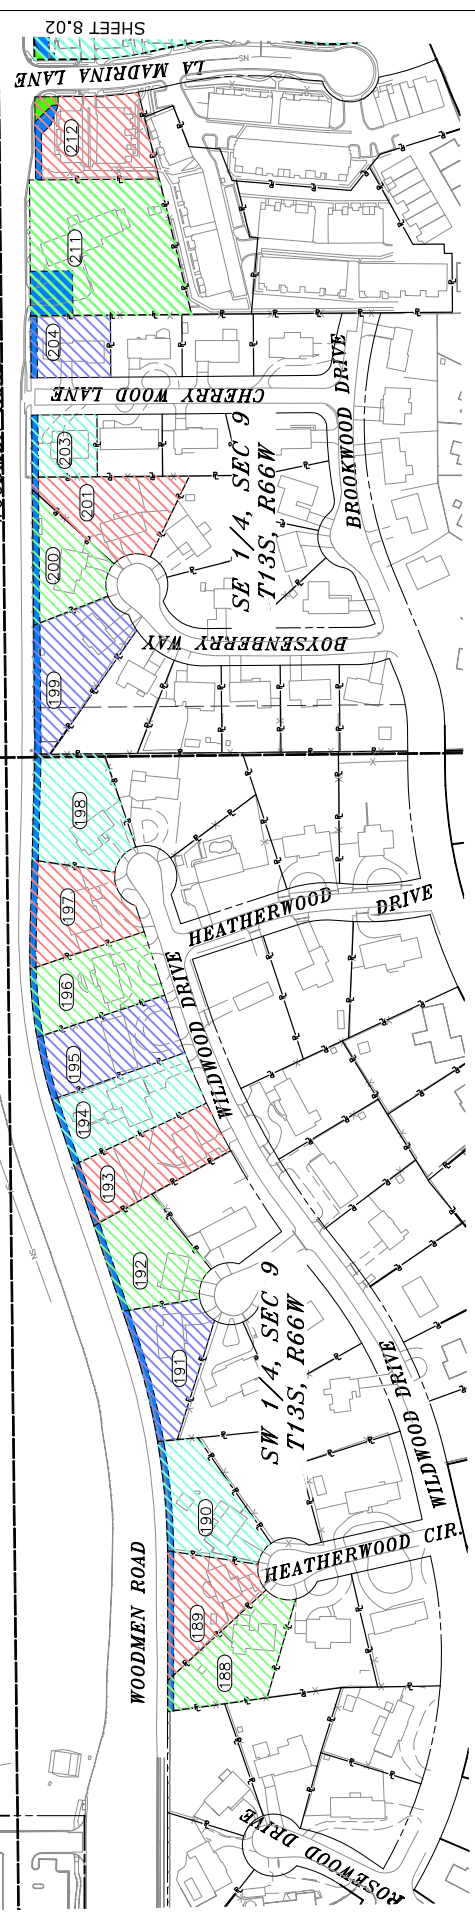 SHEET 8.02
LA MADRINA LANE
NS
212
211
204
CHERRY WOOD LANE
BROOKWOOD DRIVE
203
201
SE 1/4, SEC 9
T13S, R66W
200
BOYSENBERRY WAY
199
198
197
HEATHERWOOD DRIVE
196
WILDWOOD DRIVE
195
194
193
NS
192
SW 1/4, SEC 9
T13S, R66W
191
WILDWOOD DRIVE
190
HEATHERWOOD CIR.
WOODMEN ROAD
189
188
ROSEWOOD DRIVE